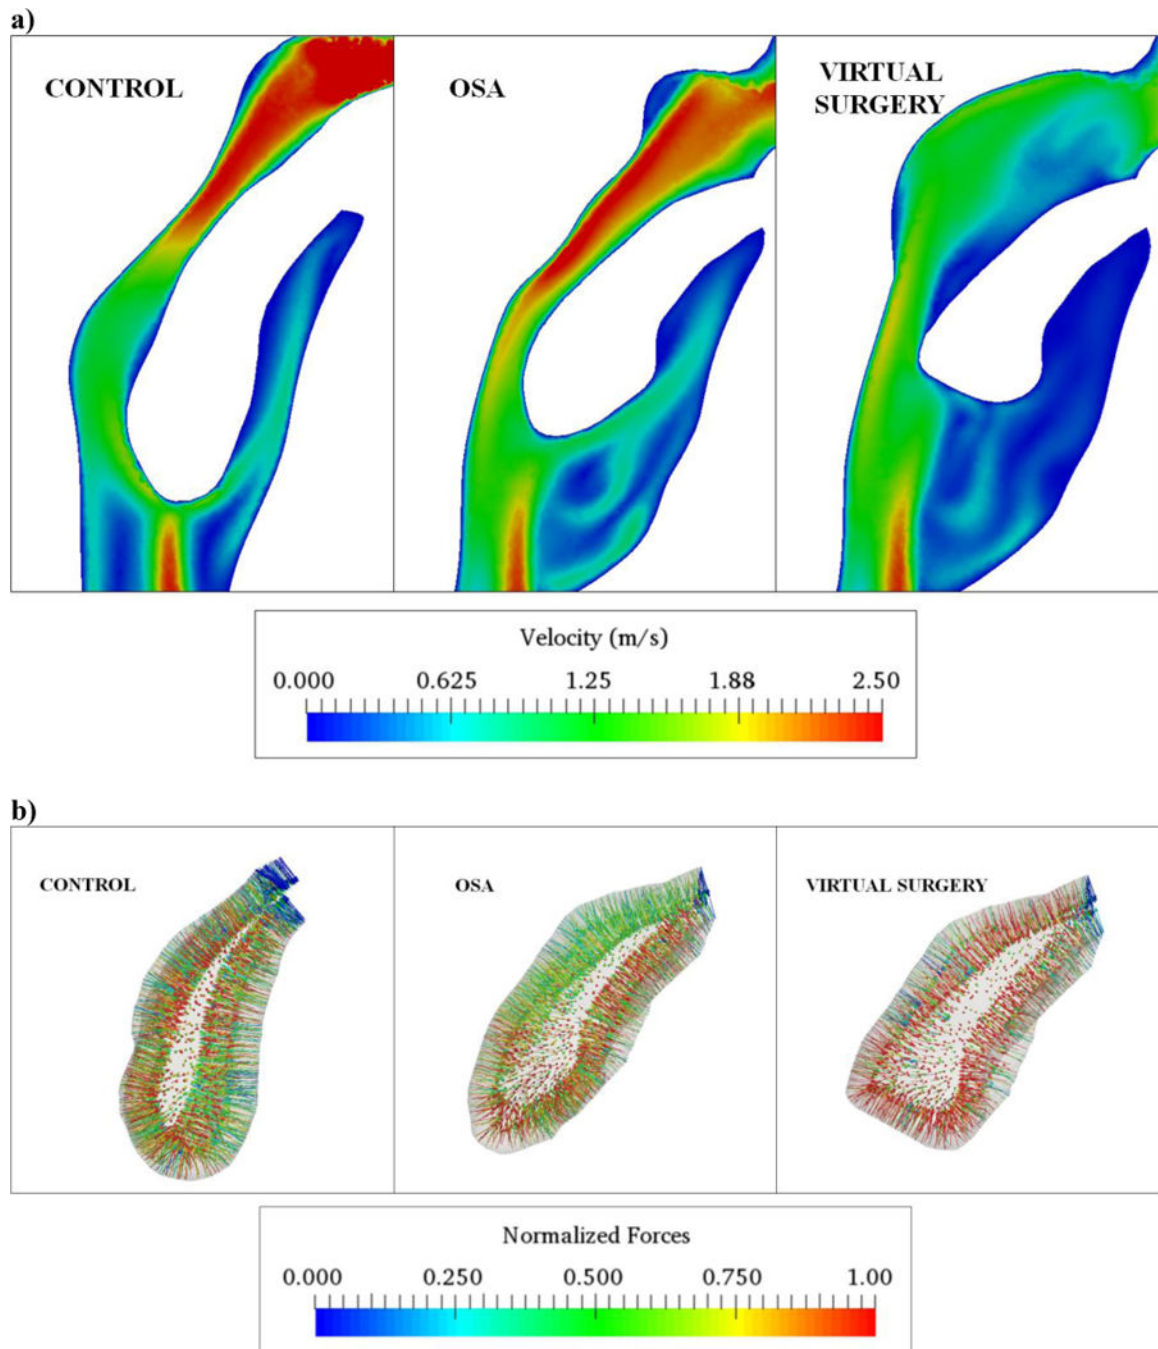 a)
CONTROL
OSA
VIRTUAL
SURGERY
Velocity (m/s)
0.000 0.625 1.25 1.88 2.50
b)
CONTROL
OSA
VIRTUAL SURGERY
Normalized Forces
0.000 0.250 0.500 0.750 1.00